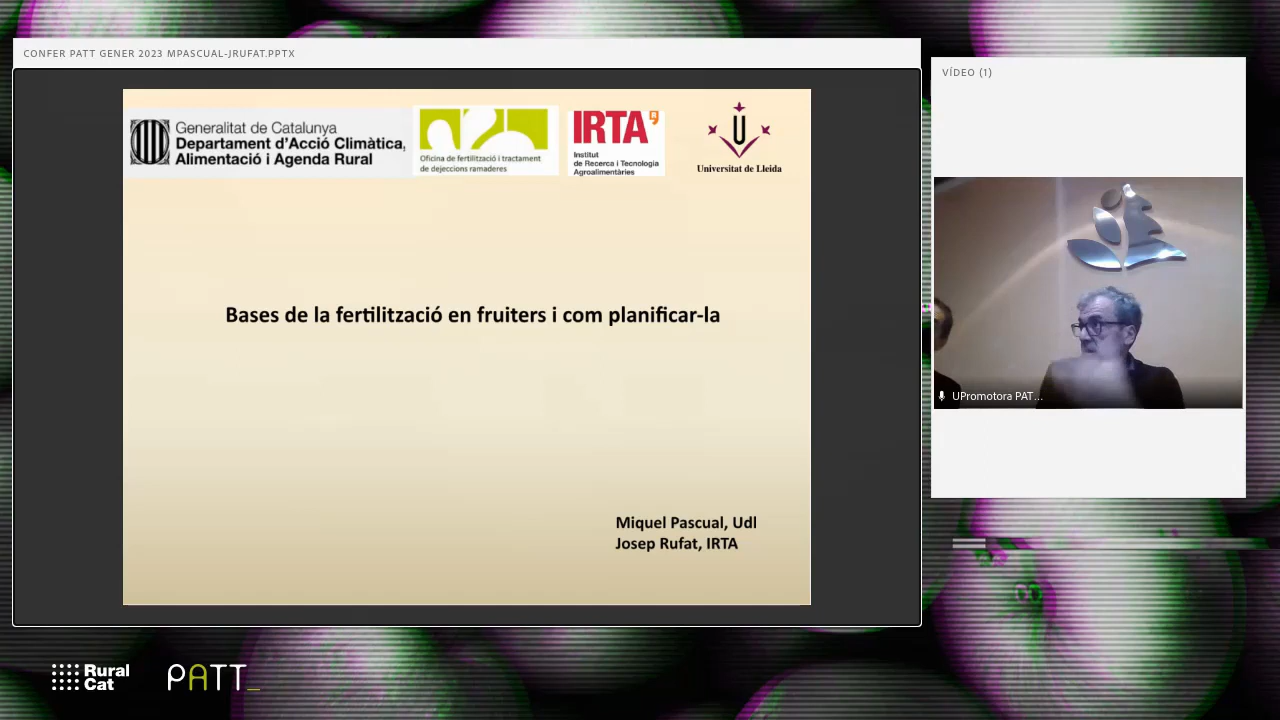 CONFER PATT GENER 2023 MPASCUAL-JRUFAT.PPTX
VÍDEO (1)
Generalitat de Catalunya
Departament d'Acció Climàtica,
Alimentació i Agenda Rural
Oficina de fertilització i tractament
de dejeccions ramaderes
IRTA
Institut
de Recerca i Tecnologia
Agroalimentàries
U
Universitat de Lleida
Bases de la fertilització en fruiters i com planificar-la
Miquel Pascual, Udl
Josep Rufat, IRTA
UPromotora PAT...
Rural
Cat
PATT_